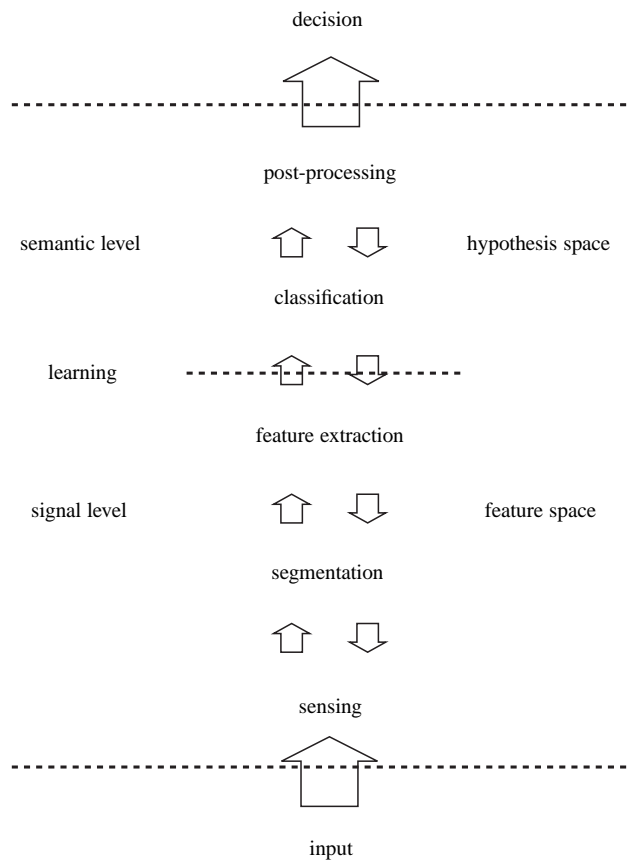 decision
post-processing
semantic level
hypothesis space
classification
learning
feature extraction
signal level
feature space
segmentation
sensing
input